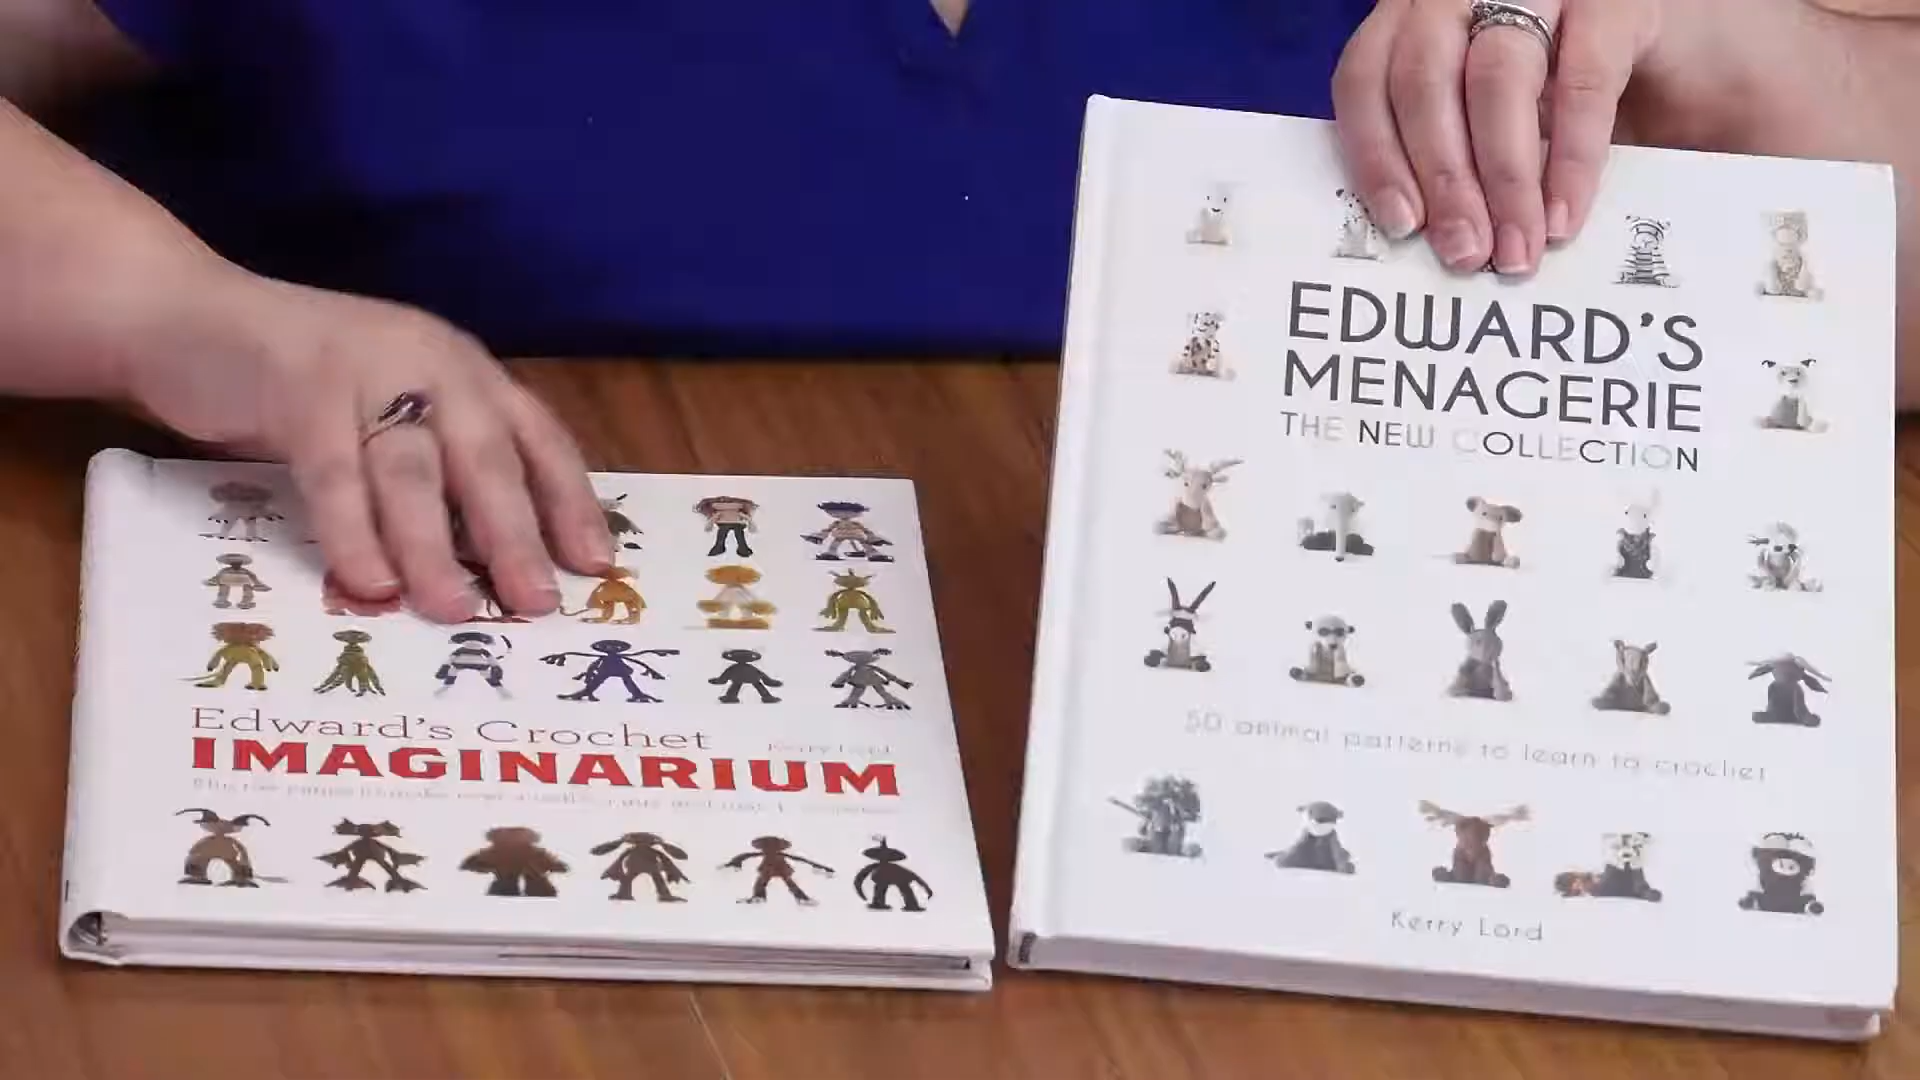 Edward's Crochet
Kerry Lord
IMAGINARIUM
EDWARD'S
MENAGERIE
THE NEW COLLECTION
50 animal patterns to learn to crochet
Kerry Lord